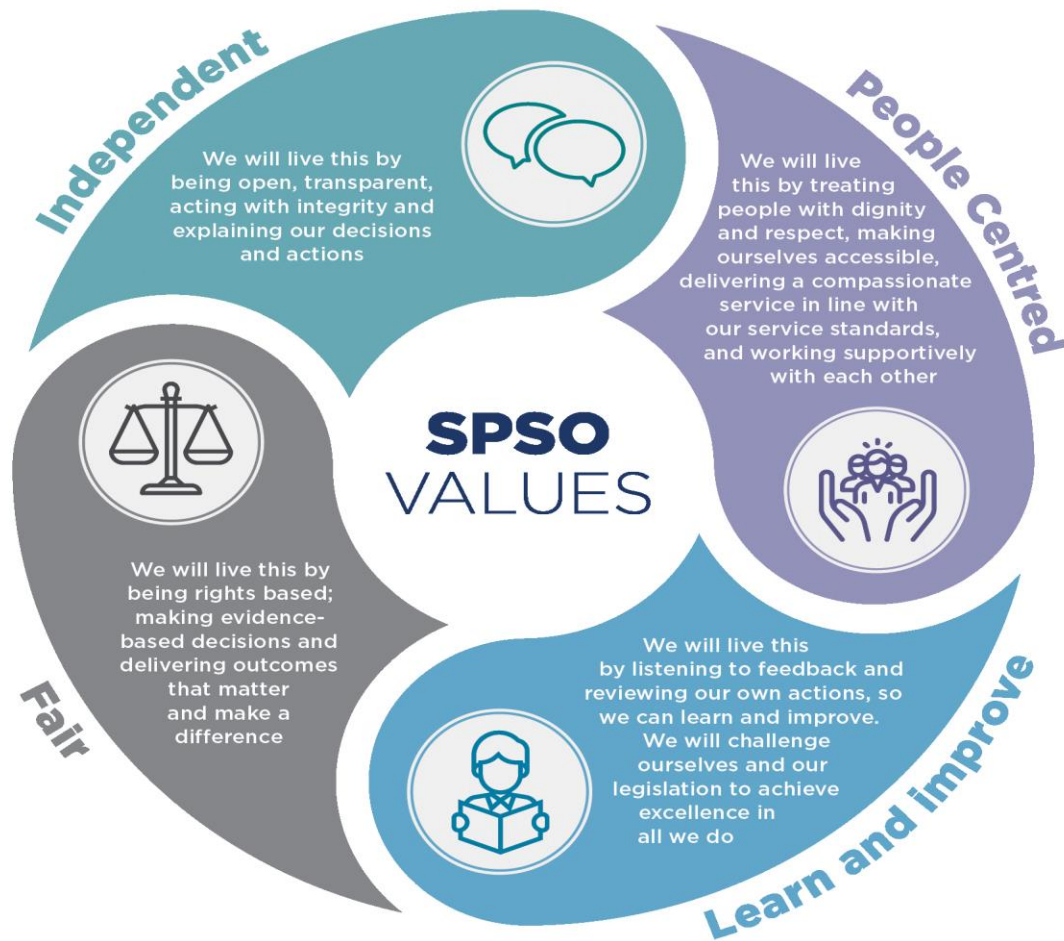 Independent
We will live this by
being open, transparent,
acting with integrity and
explaining our decisions
and actions
People Centred
We will live
this by treating
people with dignity
and respect, making
ourselves accessible,
delivering a compassionate
service in line with
our service standards,
and working supportively
with each other
SPSO
VALUES
Fair
We will live this by
being rights based;
making evidence-
based decisions and
delivering outcomes
that matter
and make a
difference
Learn and improve
We will live this
by listening to feedback and
reviewing our own actions, so
we can learn and improve.
We will challenge
ourselves and our
legislation to achieve
excellence in
all we do